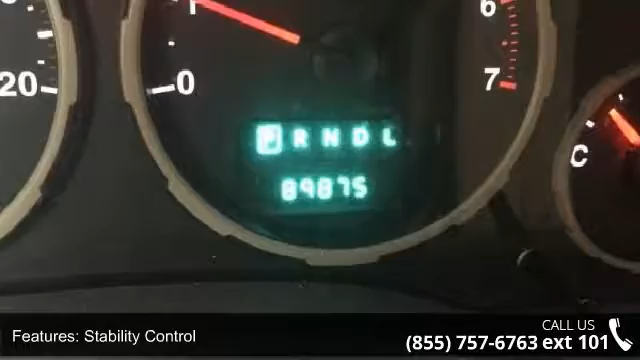 1
6
20
0
7
P R N D L
C
89875
Features: Stability Control
CALL US
(855) 757-6763 ext 101